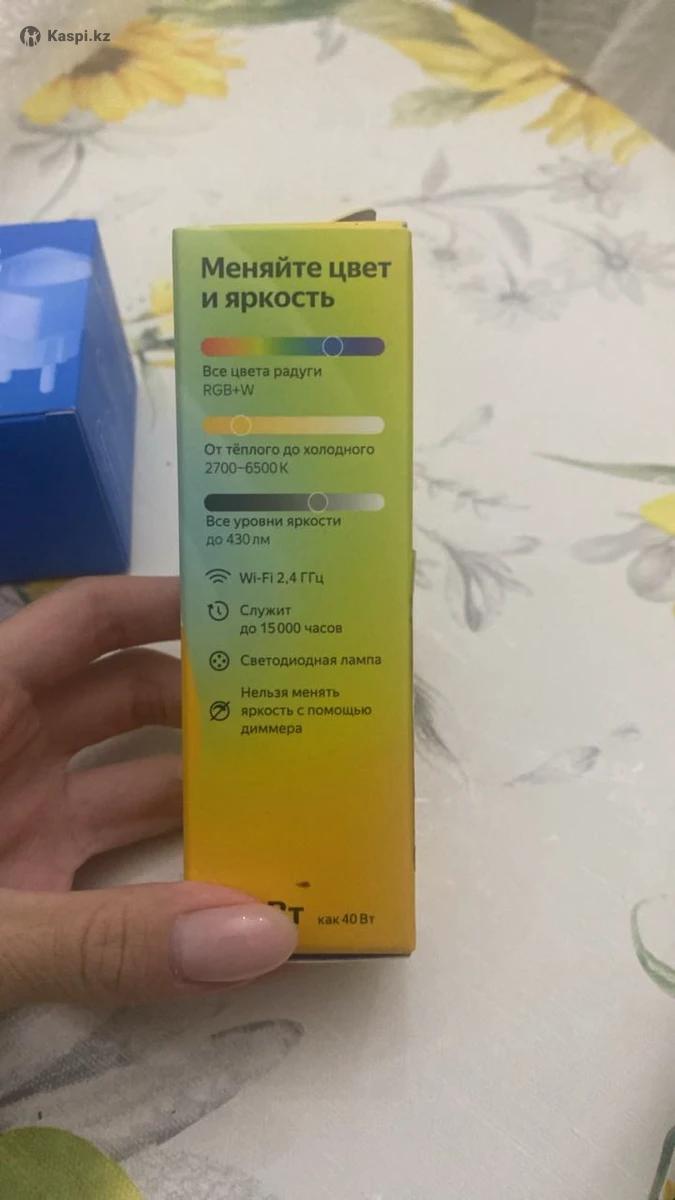 Kaspi.kz
Меняйте цвет
и яркость
Все цвета радуги
RGB+W
От тёплого до холодного
2700–6500 K
Все уровни яркости
до 430 лм
Wi-Fi 2,4 ГГц
Служит
до 15 000 часов
Светодиодная лампа
Нельзя менять
яркость с помощью
диммера
Вт как 40 Вт